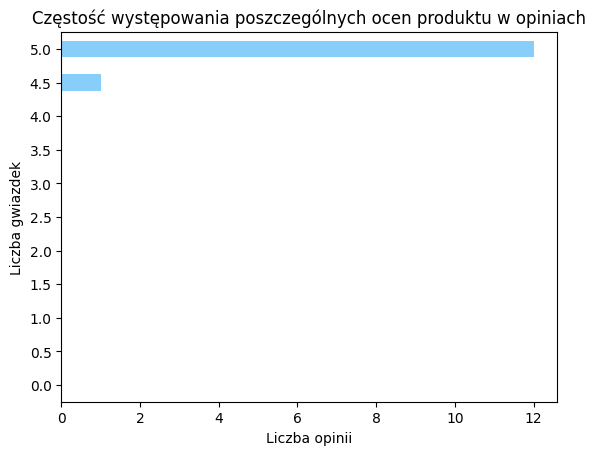 Częstość występowania poszczególnych ocen produktu w opiniach
Liczba gwiazdek
5.0
4.5
4.0
3.5
3.0
2.5
2.0
1.5
1.0
0.5
0.0
0 2 4 6 8 10 12
Liczba opinii